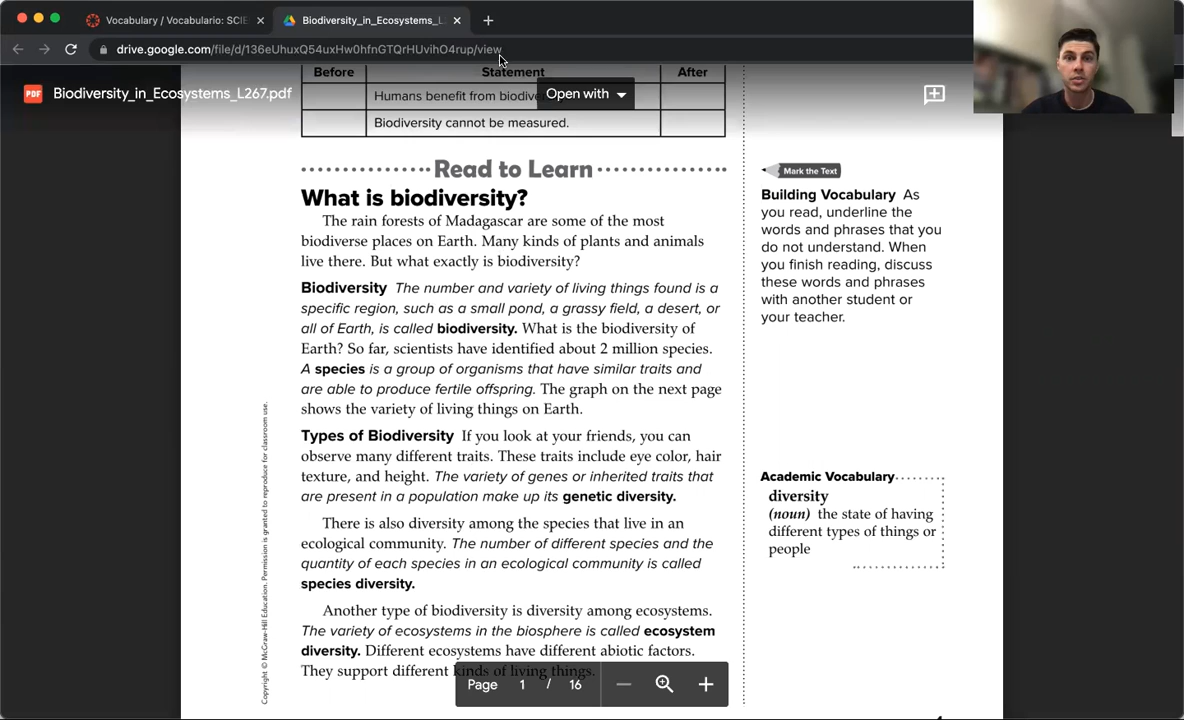 Vocabulary / Vocabulario: SCIE
Biodiversity_in_Ecosystems_L
drive.google.com/file/d/136eUhuxQ54uxHw0hfnGTQrHUvihO4rup/view
Before Statement After
PDF Biodiversity_in_Ecosystems_L267.pdf
Humans benefit from
Open with
Biodiversity cannot be measured.
Read to Learn
What is biodiversity?
The rain forests of Madagascar are some of the most
biodiverse places on Earth. Many kinds of plants and animals
live there. But what exactly is biodiversity?
Biodiversity The number and variety of living things found is a
specific region, such as a small pond, a grassy field, a desert, or
all of Earth, is called biodiversity. What is the biodiversity of
Earth? So far, scientists have identified about 2 million species.
A species is a group of organisms that have similar traits and
are able to produce fertile offspring. The graph on the next page
shows the variety of living things on Earth.
Types of Biodiversity If you look at your friends, you can
observe many different traits. These traits include eye color, hair
texture, and height. The variety of genes or inherited traits that
are present in a population make up its genetic diversity.
There is also diversity among the species that live in an
ecological community. The number of different species and the
quantity of each species in an ecological community is called
species diversity.
Another type of biodiversity is diversity among ecosystems.
The variety of ecosystems in the biosphere is called ecosystem
diversity. Different ecosystems have different abiotic factors.
They support different kinds of living things.
Mark the Text
Building Vocabulary As
you read, underline the
words and phrases that you
do not understand. When
you finish reading, discuss
these words and phrases
with another student or
your teacher.
Academic Vocabulary
diversity
(noun) the state of having
different types of things or
people
Copyright © McGraw-Hill Education. Permission is granted to reproduce for classroom use.
Page 1 / 16